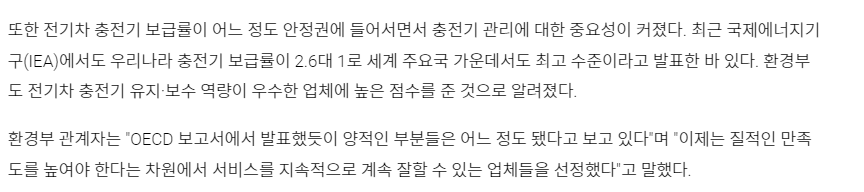 또한 전기차 충전기 보급률이 어느 정도 안정권에 들어서면서 충전기 관리에 대한 중요성이 커졌다. 최근 국제에너지기
구(IEA)에서도 우리나라 충전기 보급률이 2.6대 1로 세계 주요국 가운데서도 최고 수준이라고 발표한 바 있다. 환경부
도 전기차 충전기 유지·보수 역량이 우수한 업체에 높은 점수를 준 것으로 알려졌다.
환경부 관계자는 "OECD 보고서에서 발표했듯이 양적인 부분들은 어느 정도 됐다고 보고 있다"며 "이제는 질적인 만족
도를 높여야 한다는 차원에서 서비스를 지속적으로 계속 잘할 수 있는 업체들을 선정했다"고 말했다.